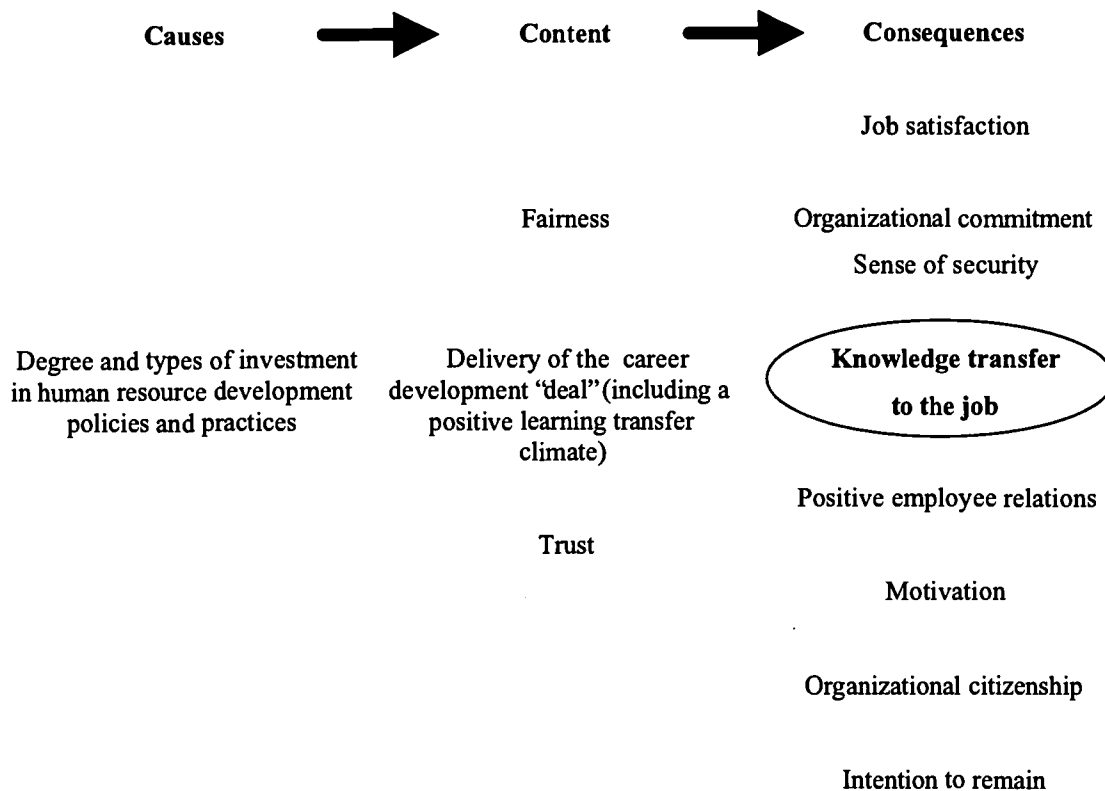 Causes
Content
Consequences
Job satisfaction
Fairness
Organizational commitment
Sense of security
Degree and types of investment
in human resource development
policies and practices
Delivery of the career
development "deal" (including a
positive learning transfer
climate)
Knowledge transfer
to the job
Positive employee relations
Trust
Motivation
Organizational citizenship
Intention to remain